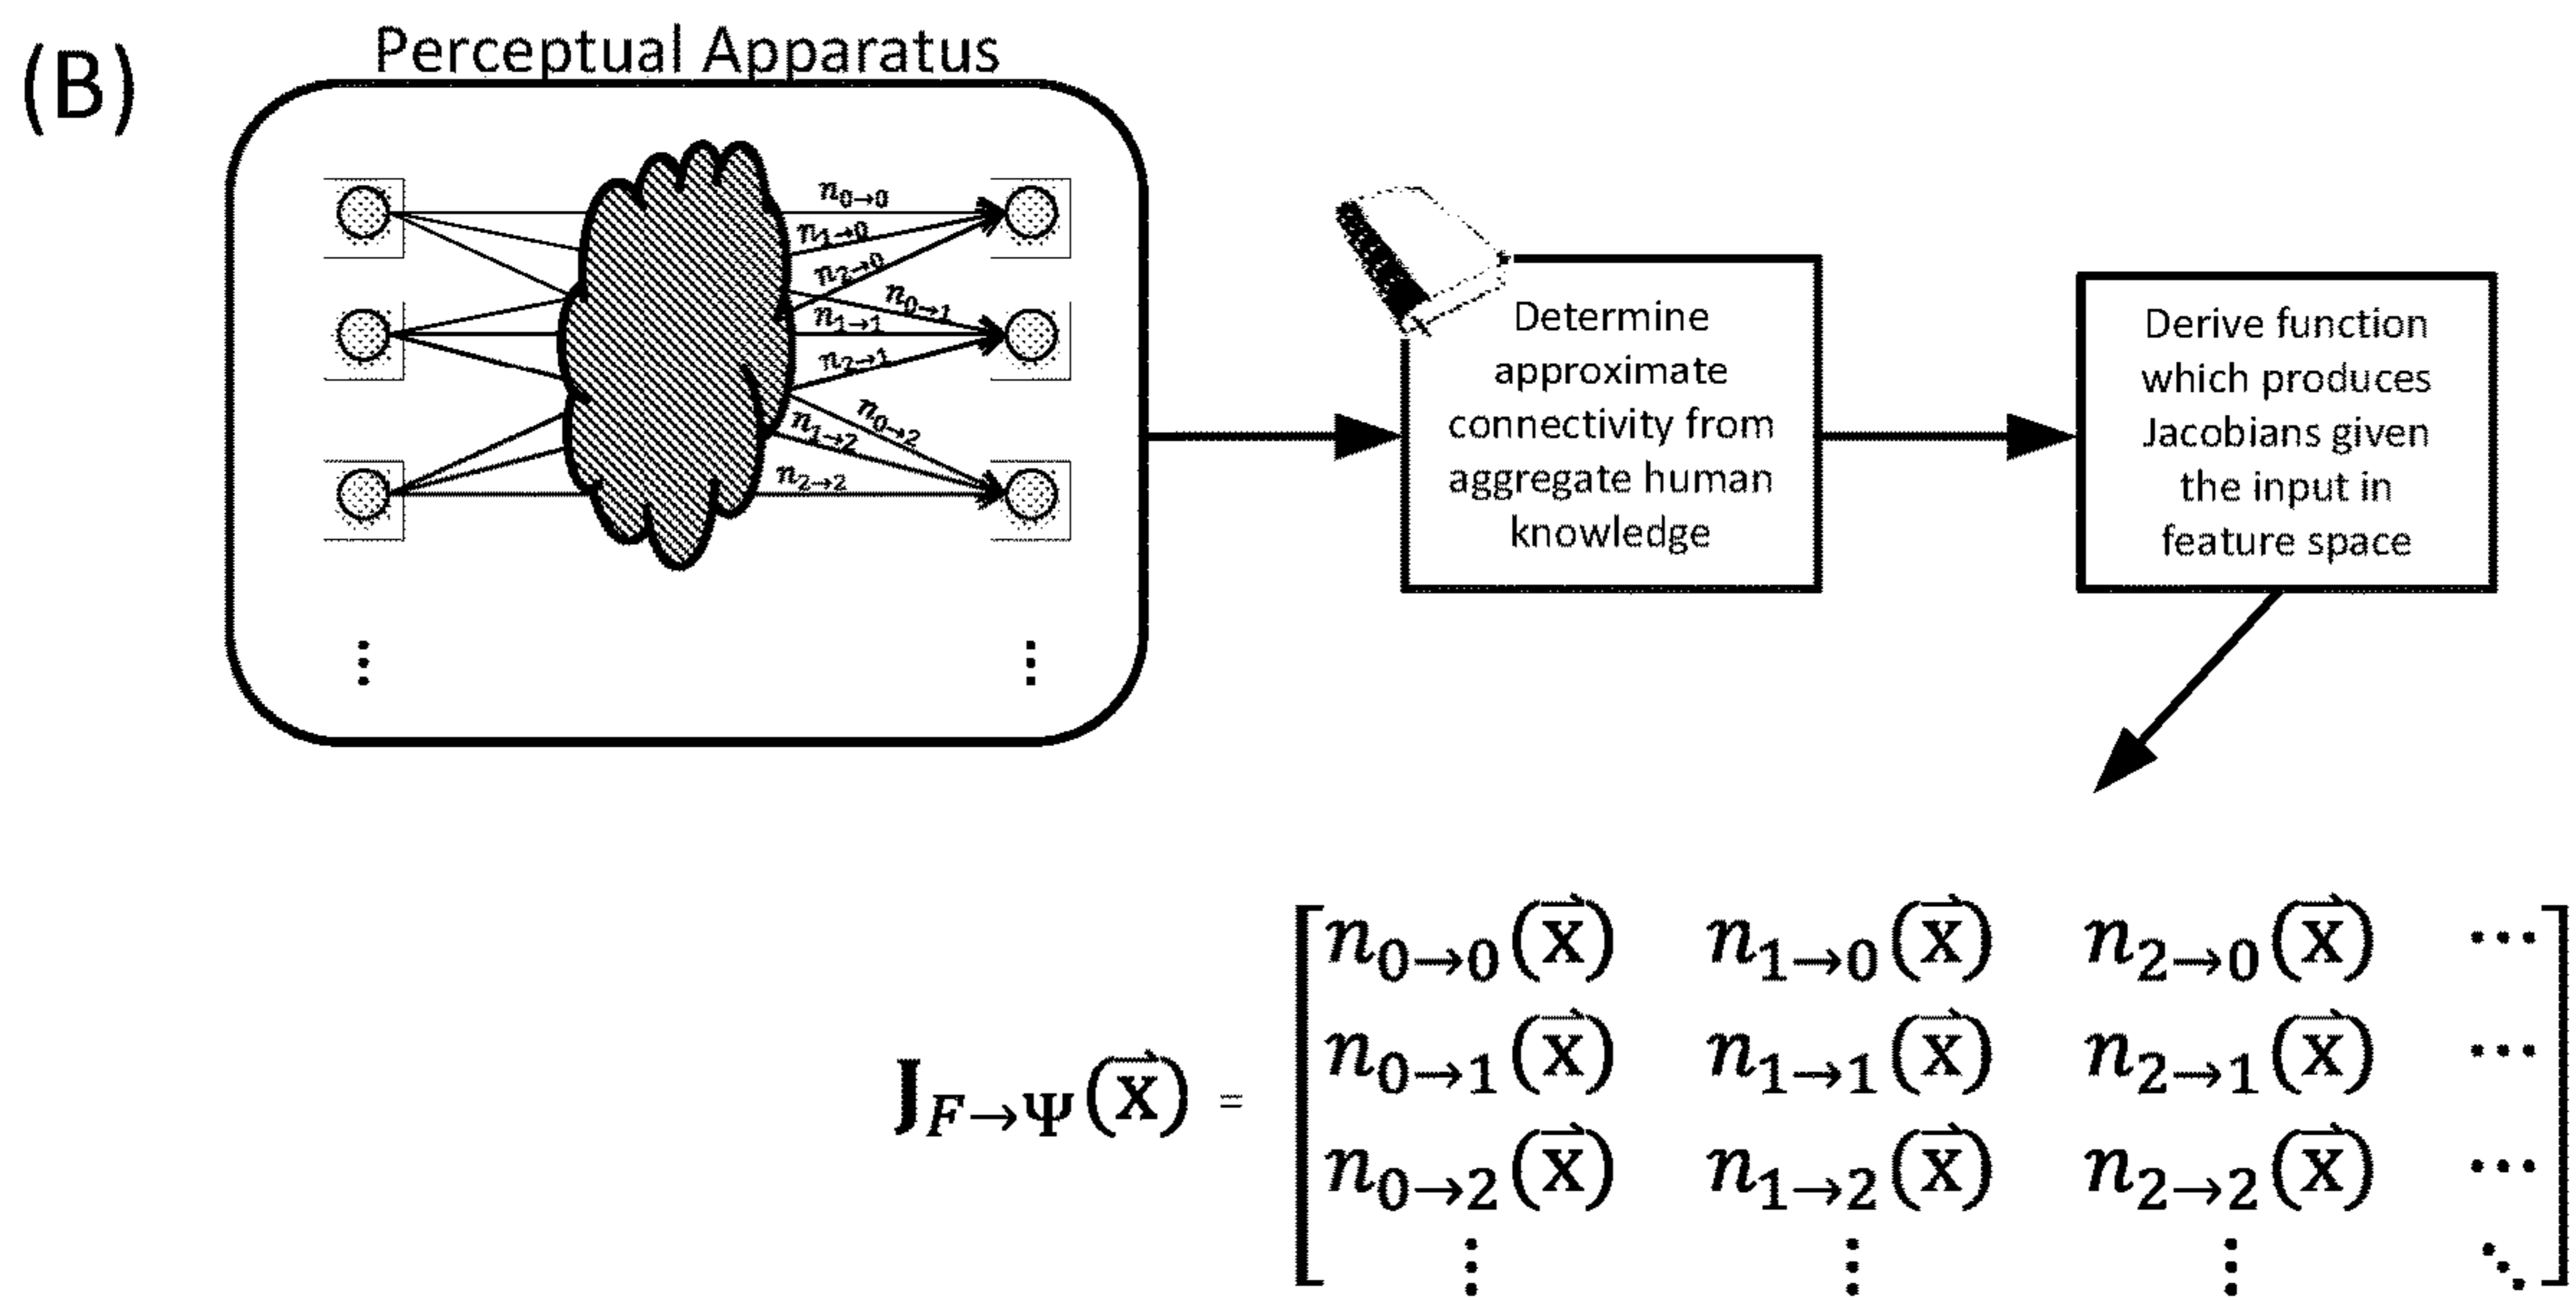 (B)
Perceptual Apparatus
n0→0
n1→0
n2→0
n0→1
n1→1
n2→1
n0→2
n1→2
n2→2
⋮ ⋮
Determine
approximate
connectivity from
aggregate human
knowledge
Derive function
which produces
Jacobians given
the input in
feature space
J_{F→Ψ}(x⃗) =
n0→0(x⃗) n1→0(x⃗) n2→0(x⃗) ⋯
n0→1(x⃗) n1→1(x⃗) n2→1(x⃗) ⋯
n0→2(x⃗) n1→2(x⃗) n2→2(x⃗) ⋯
⋮ ⋮ ⋮ ⋱